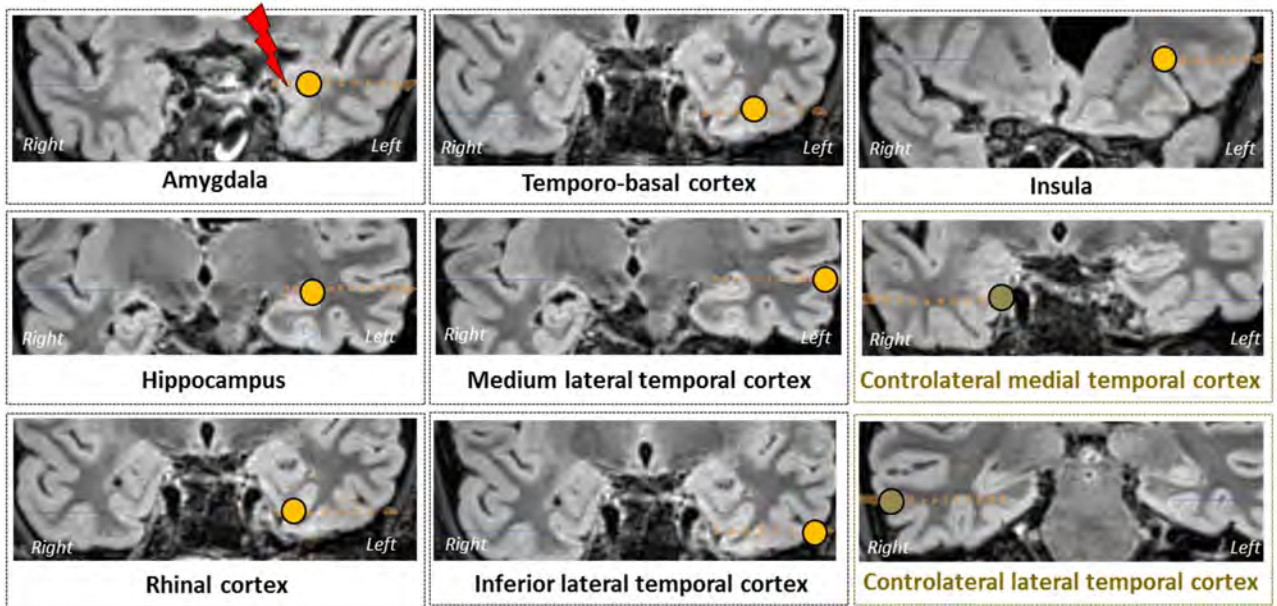 Right
Left
Right
Left
Right
Left
Amygdala
Temporo-basal cortex
Insula
Right
Left
Right
Left
Right
Left
Hippocampus
Medium lateral temporal cortex
Controlateral medial temporal cortex
Right
Left
Right
Left
Right
Left
Rhinal cortex
Inferior lateral temporal cortex
Controlateral lateral temporal cortex